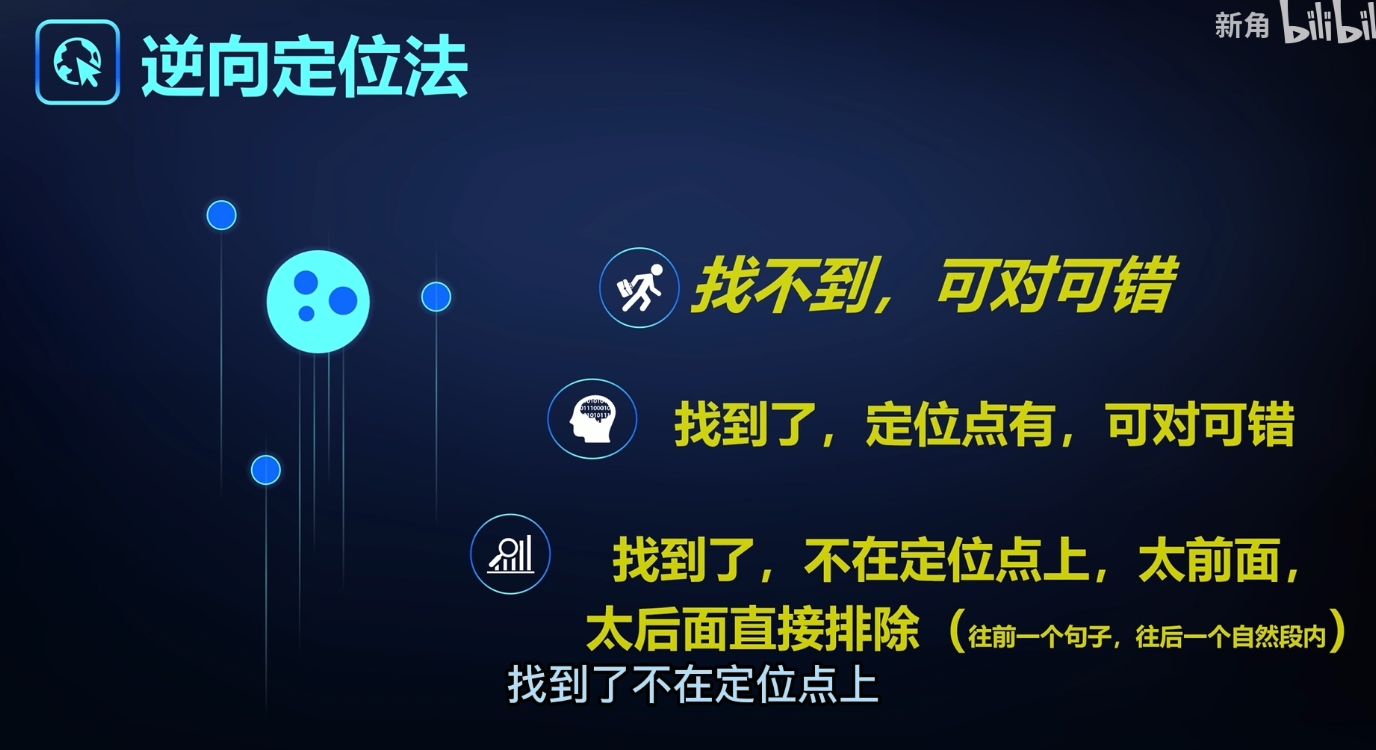 新角 bilibil
逆向定位法
找不到，可对可错
找到了，定位点有，可对可错
找到了，不在定位点上，太前面，
太后面直接排除（往前一个句子，往后一个自然段内）
找到了不在定位点上